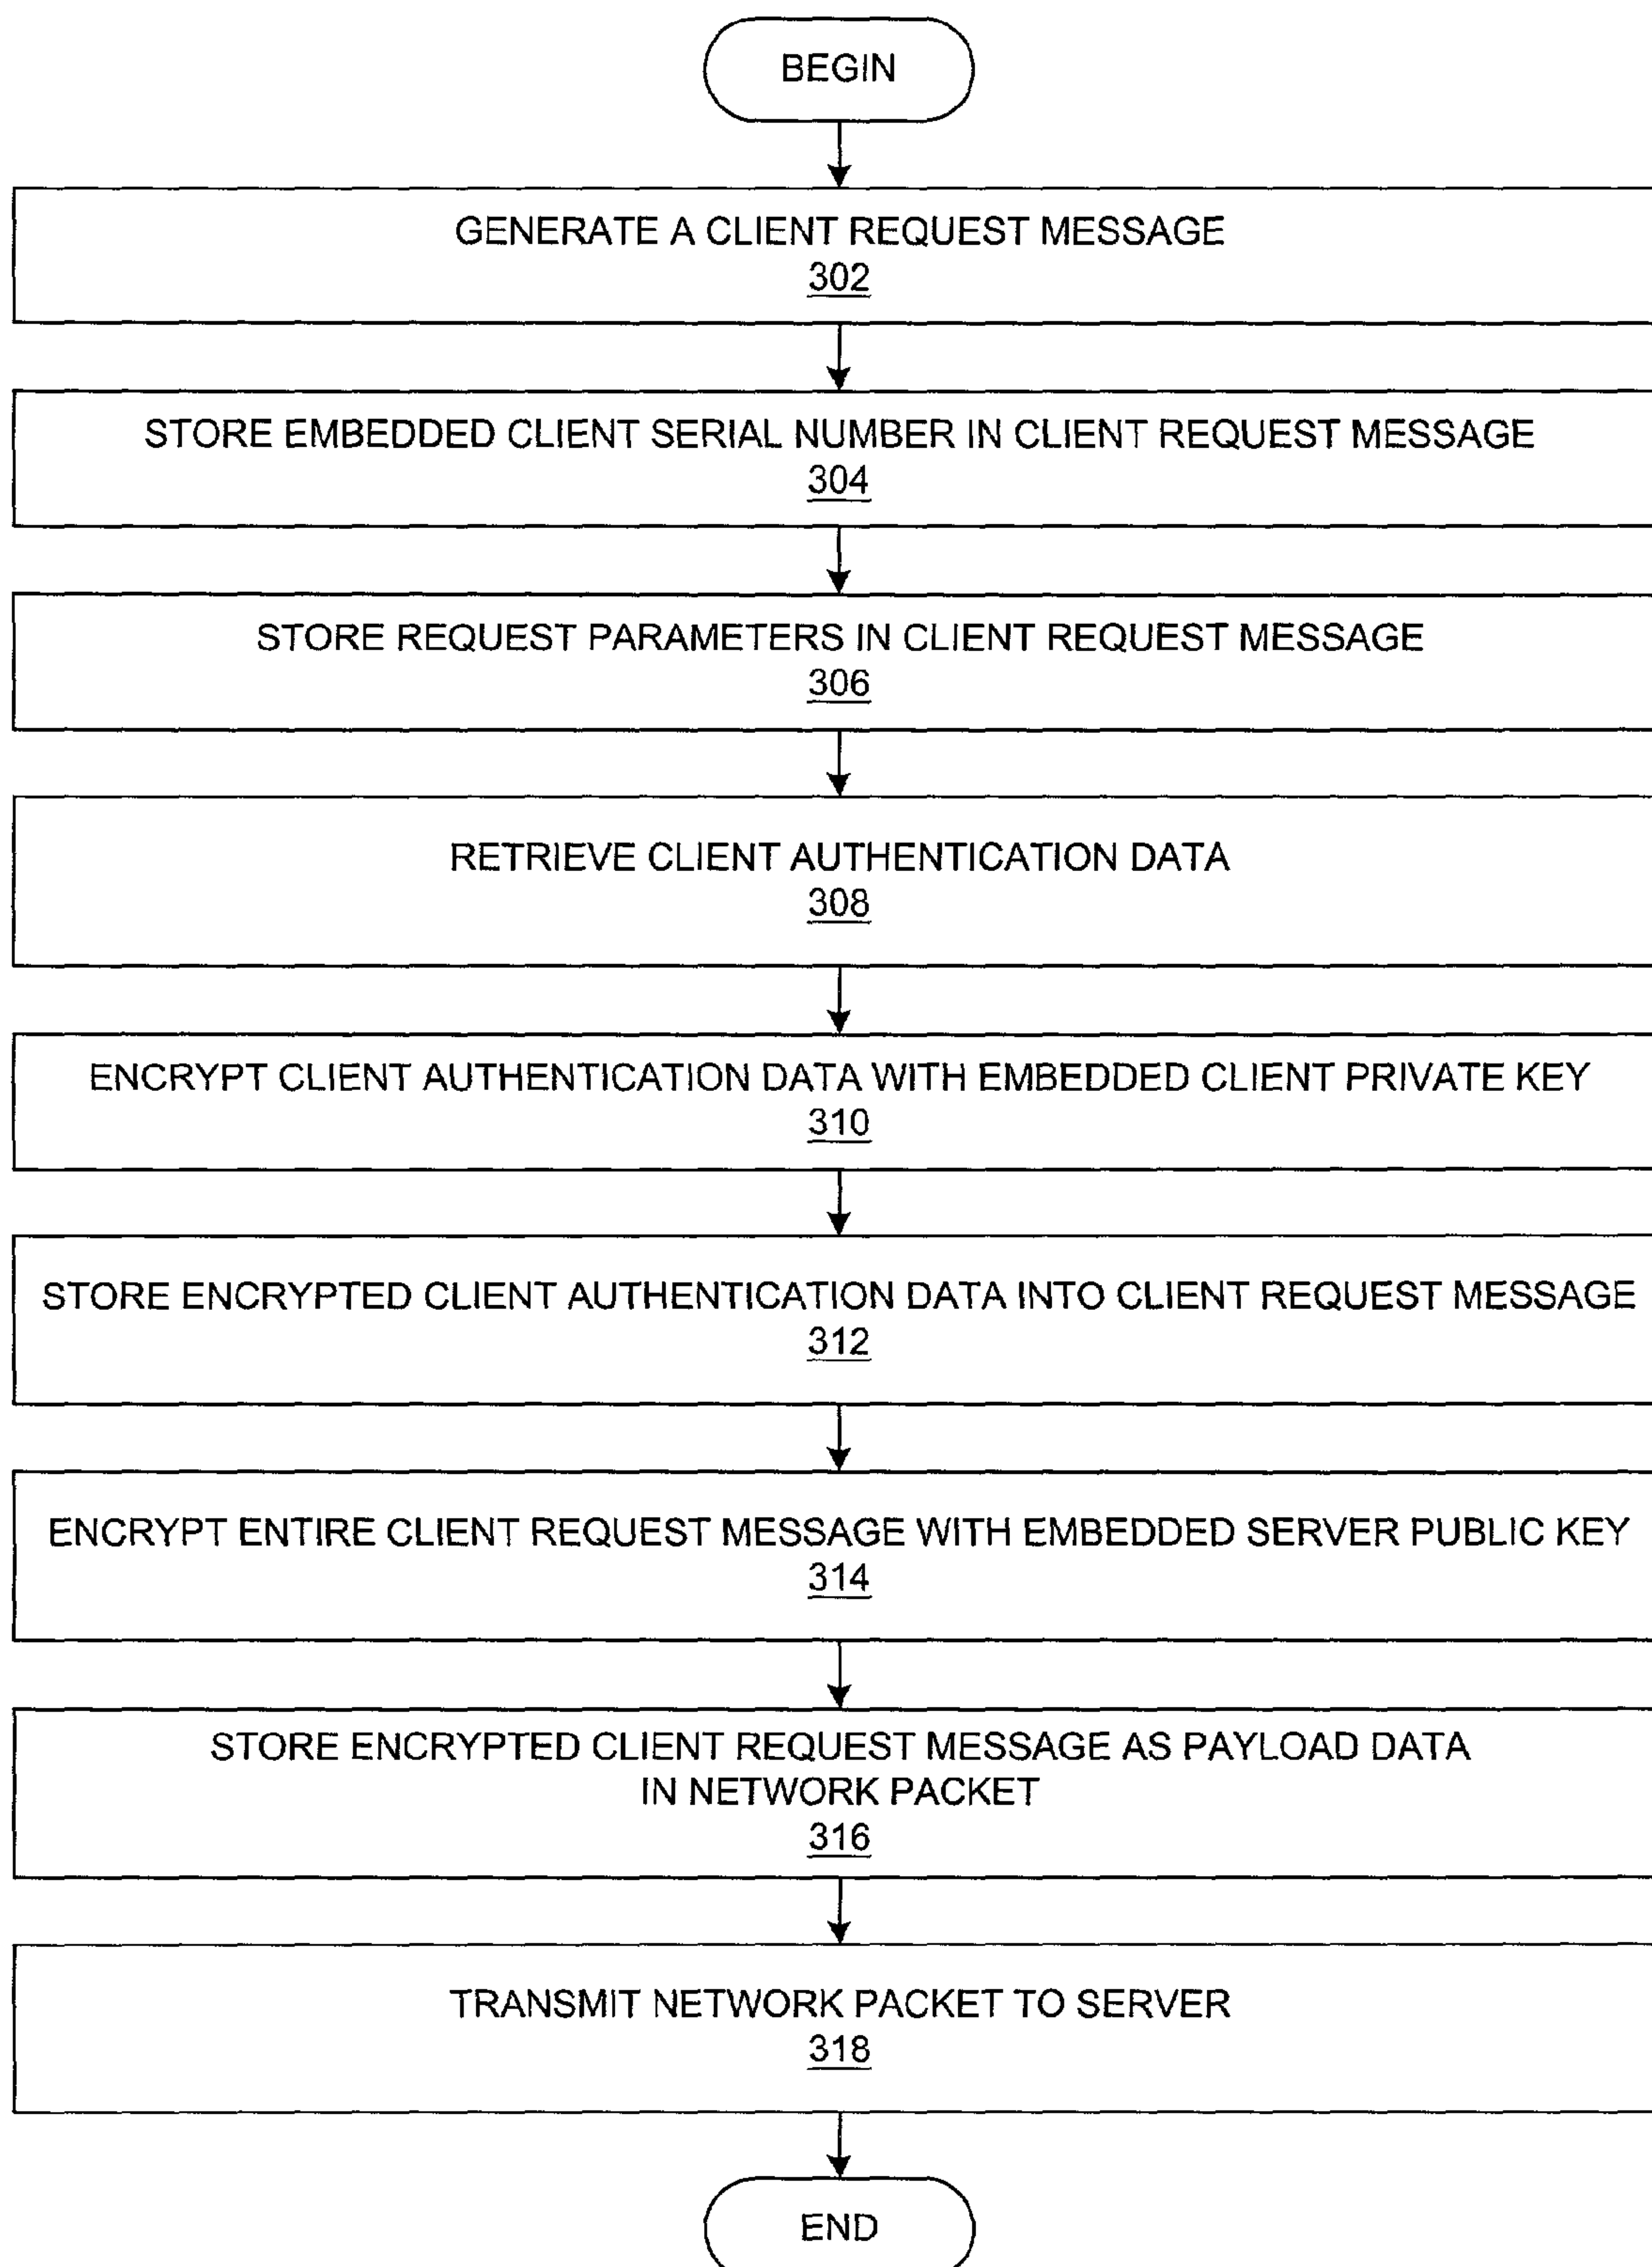 BEGIN
GENERATE A CLIENT REQUEST MESSAGE
302
STORE EMBEDDED CLIENT SERIAL NUMBER IN CLIENT REQUEST MESSAGE
304
STORE REQUEST PARAMETERS IN CLIENT REQUEST MESSAGE
306
RETRIEVE CLIENT AUTHENTICATION DATA
308
ENCRYPT CLIENT AUTHENTICATION DATA WITH EMBEDDED CLIENT PRIVATE KEY
310
STORE ENCRYPTED CLIENT AUTHENTICATION DATA INTO CLIENT REQUEST MESSAGE
312
ENCRYPT ENTIRE CLIENT REQUEST MESSAGE WITH EMBEDDED SERVER PUBLIC KEY
314
STORE ENCRYPTED CLIENT REQUEST MESSAGE AS PAYLOAD DATA
IN NETWORK PACKET
316
TRANSMIT NETWORK PACKET TO SERVER
318
END